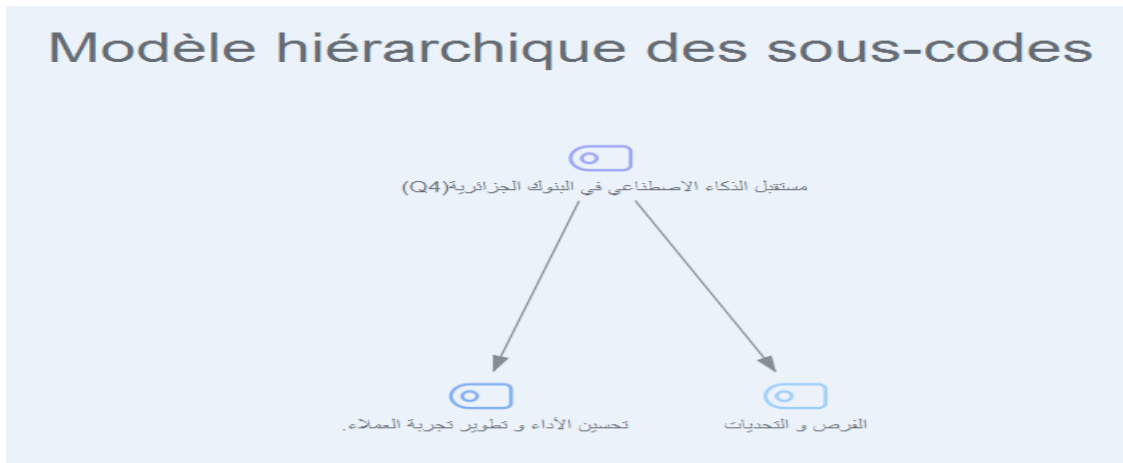 Modèle hiérarchique des sous-codes
مستقبل الذكاء الاصطناعي في البنوك الجزائرية(Q4)
تحسين الأداء و تطوير تجربة العملاء.
الفرص و التحديات